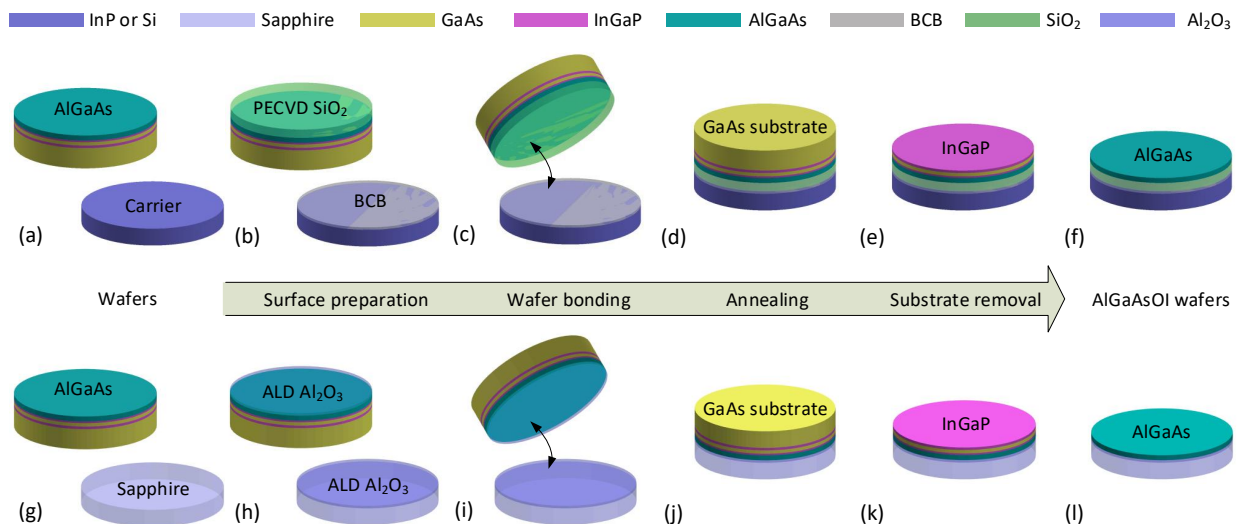 InP or Si Sapphire GaAs InGaP AlGaAs BCB SiO₂ Al₂O₃
AlGaAs
Carrier
(a)
PECVD SiO₂
BCB
(b)
(c)
GaAs substrate
(d)
InGaP
(e)
AlGaAs
(f)
Wafers Surface preparation Wafer bonding Annealing Substrate removal AlGaAsOI wafers
AlGaAs
Sapphire
(g)
ALD Al₂O₃
ALD Al₂O₃
(h)
(i)
GaAs substrate
(j)
InGaP
(k)
AlGaAs
(l)